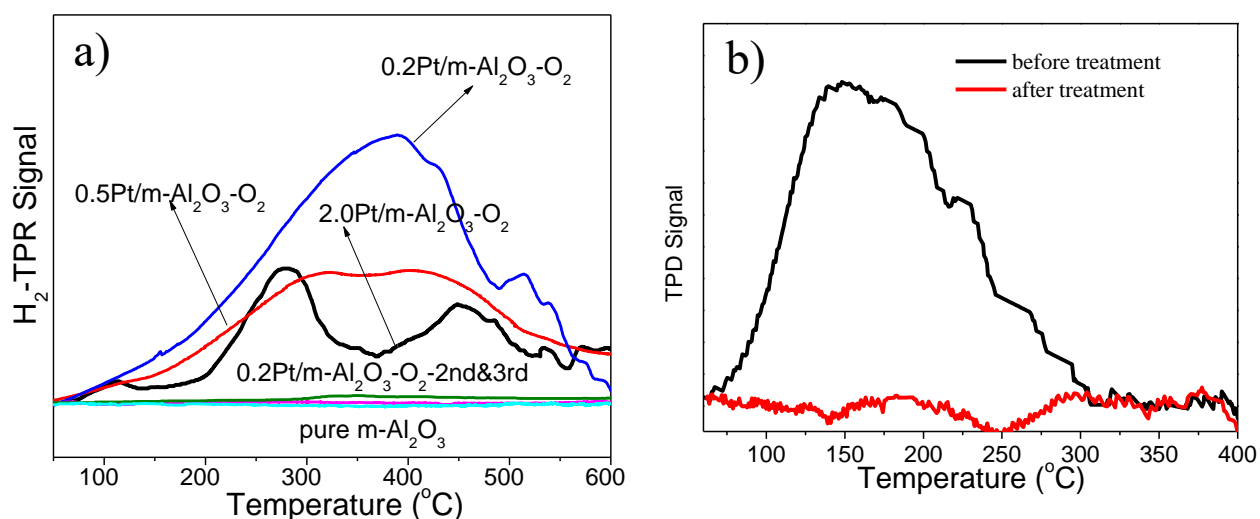 a)
0.2Pt/m-Al₂O₃-O₂
0.5Pt/m-Al₂O₃-O₂
2.0Pt/m-Al₂O₃-O₂
0.2Pt/m-Al₂O₃-O₂-2nd&3rd
pure m-Al₂O₃
H₂-TPR Signal
100 200 300 400 500 600
Temperature (°C)
b)
before treatment
after treatment
TPD Signal
100 150 200 250 300 350 400
Temperature (°C)